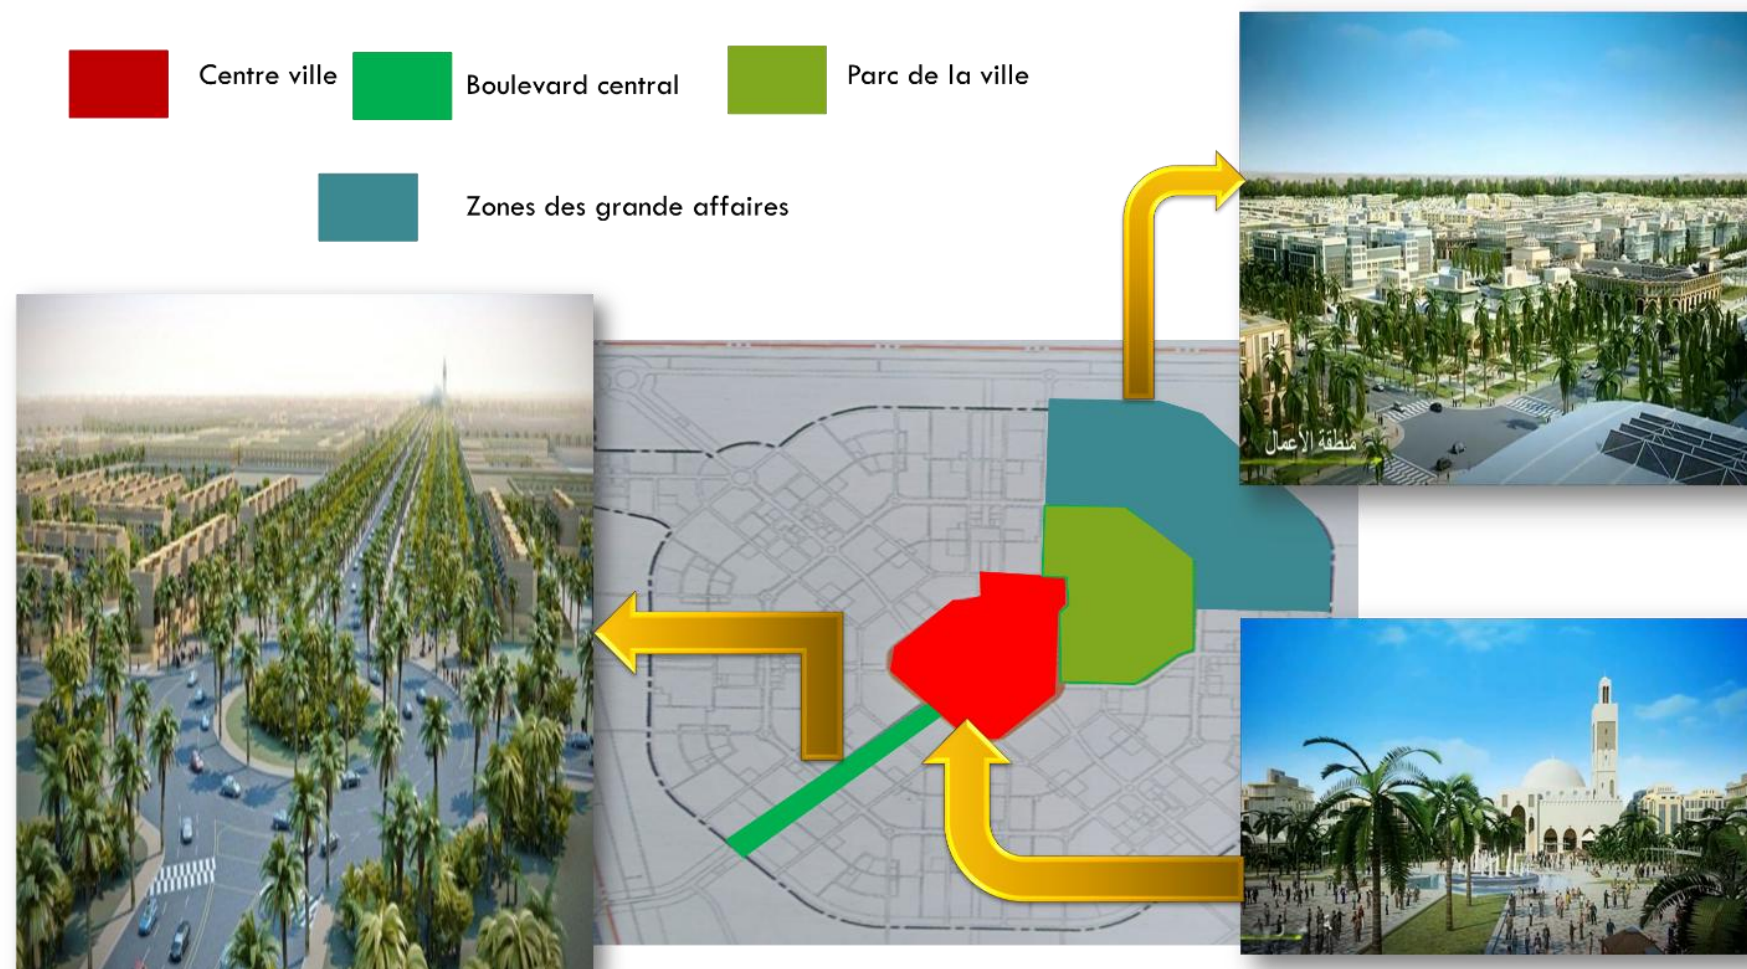 Centre ville
Boulevard central
Parc de la ville
Zones des grande affaires
منطقة الأعمال